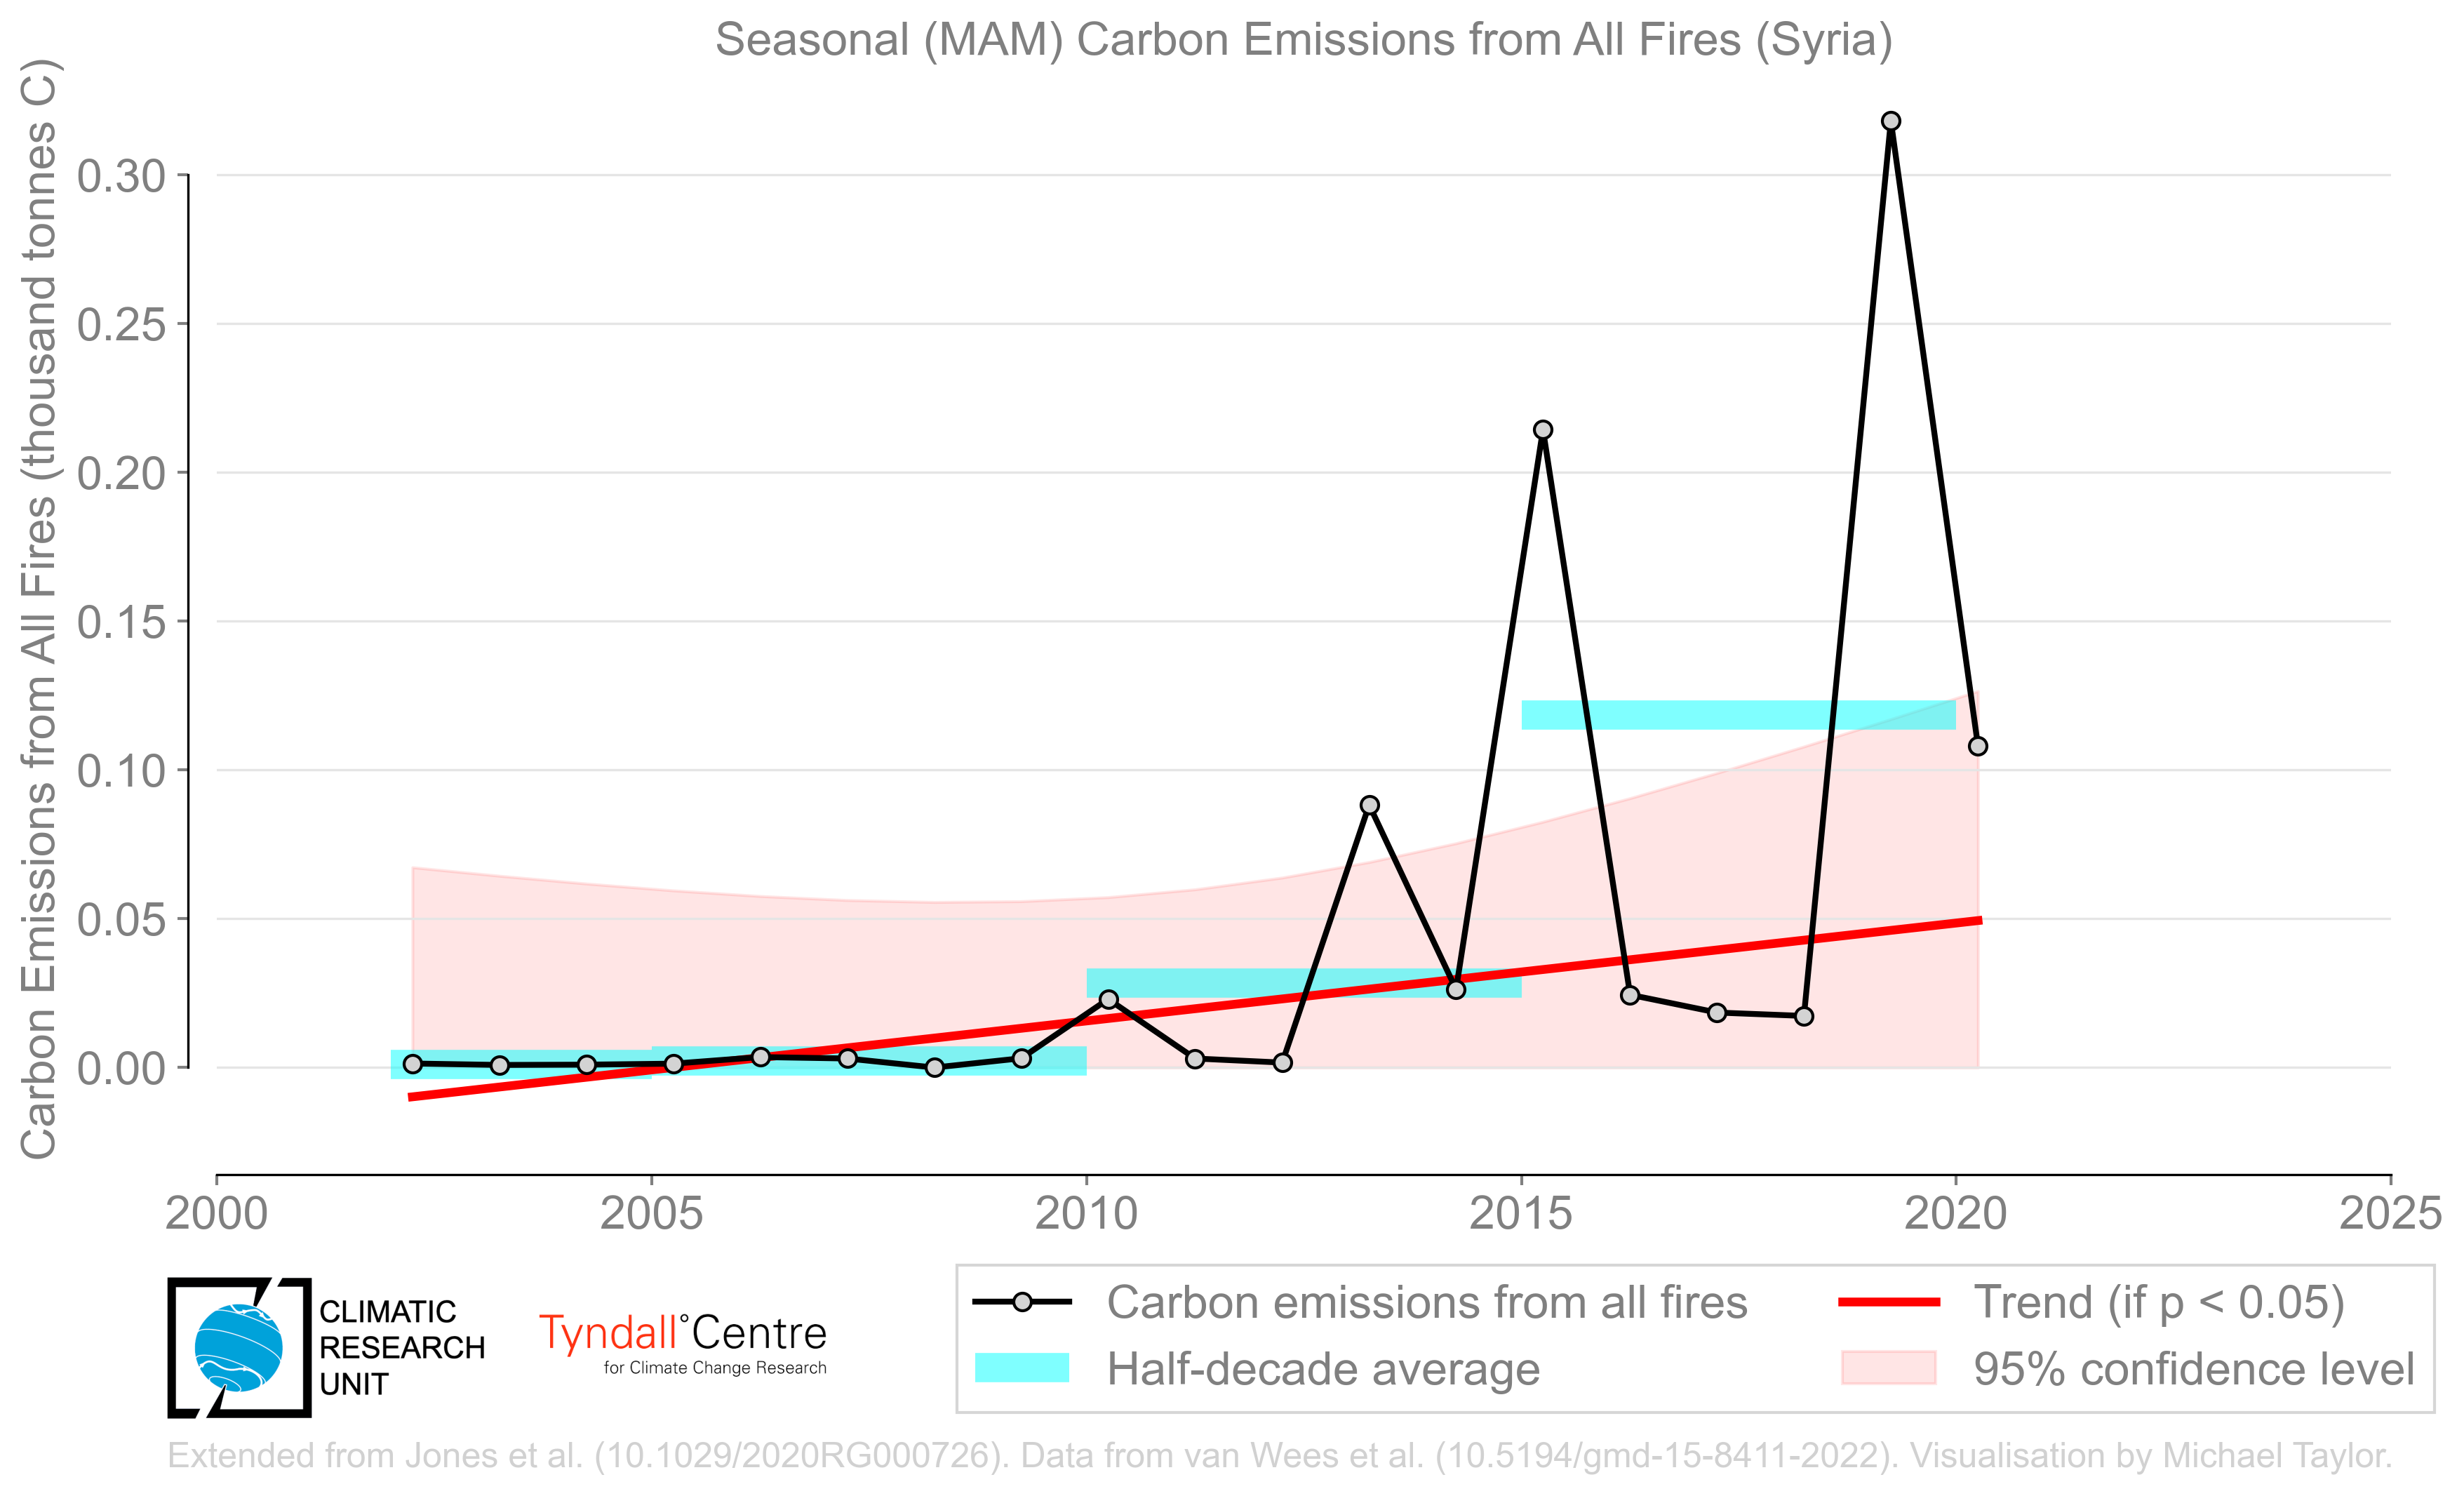 Seasonal (MAM) Carbon Emissions from All Fires (Syria)
Carbon Emissions from All Fires (thousand tonnes C)
0.30
0.25
0.20
0.15
0.10
0.05
0.00
2000
2005
2010
2015
2020
2025
CLIMATIC
RESEARCH
UNIT
Tyndall°Centre
for Climate Change Research
Carbon emissions from all fires
Half-decade average
Trend (if p < 0.05)
95% confidence level
Extended from Jones et al. (10.1029/2020RG000726). Data from van Wees et al. (10.5194/gmd-15-8411-2022). Visualisation by Michael Taylor.